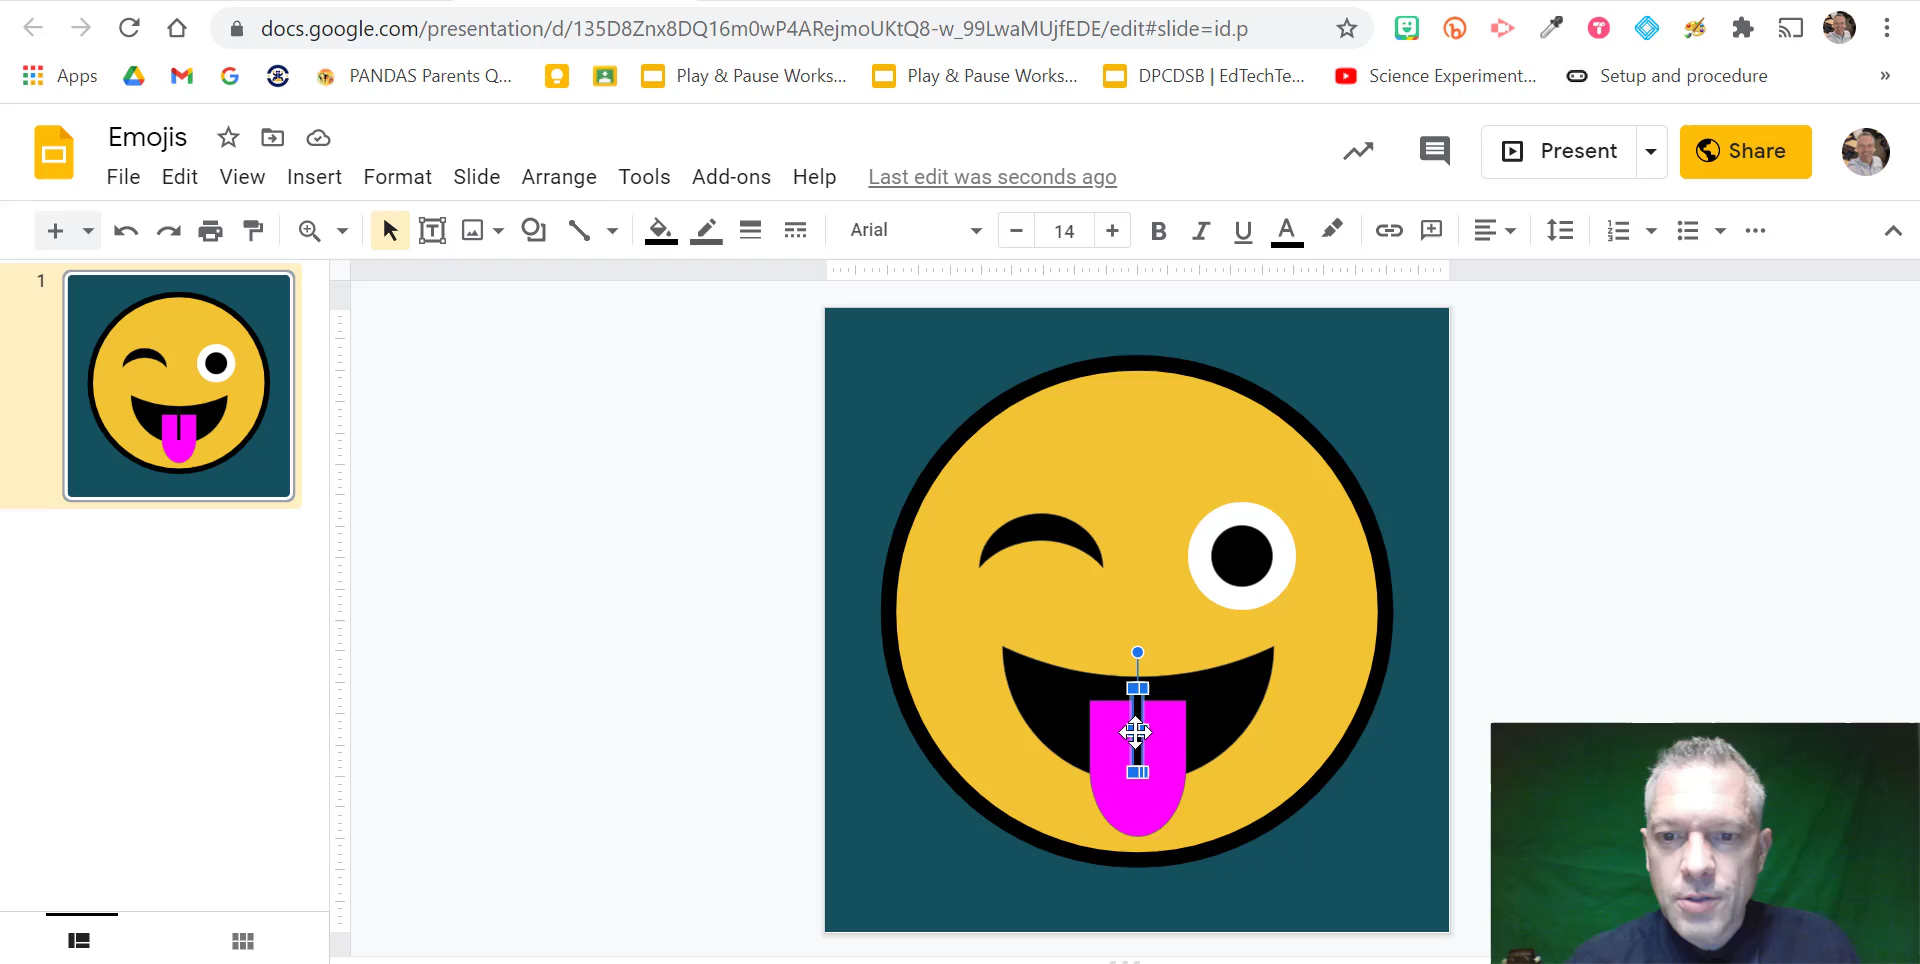 docs.google.com/presentation/d/135D8Znx8DQ16m0wP4ARejmoUKtQ8-w_99LwaMUjfEDE/edit#slide=id.p
Apps PANDAS Parents Q... Play & Pause Works... Play & Pause Works... DPCDSB | EdTechTe... Science Experiment... Setup and procedure »
Emojis
Present Share
File Edit View Insert Format Slide Arrange Tools Add-ons Help Last edit was seconds ago
Arial 14 B I U A
1